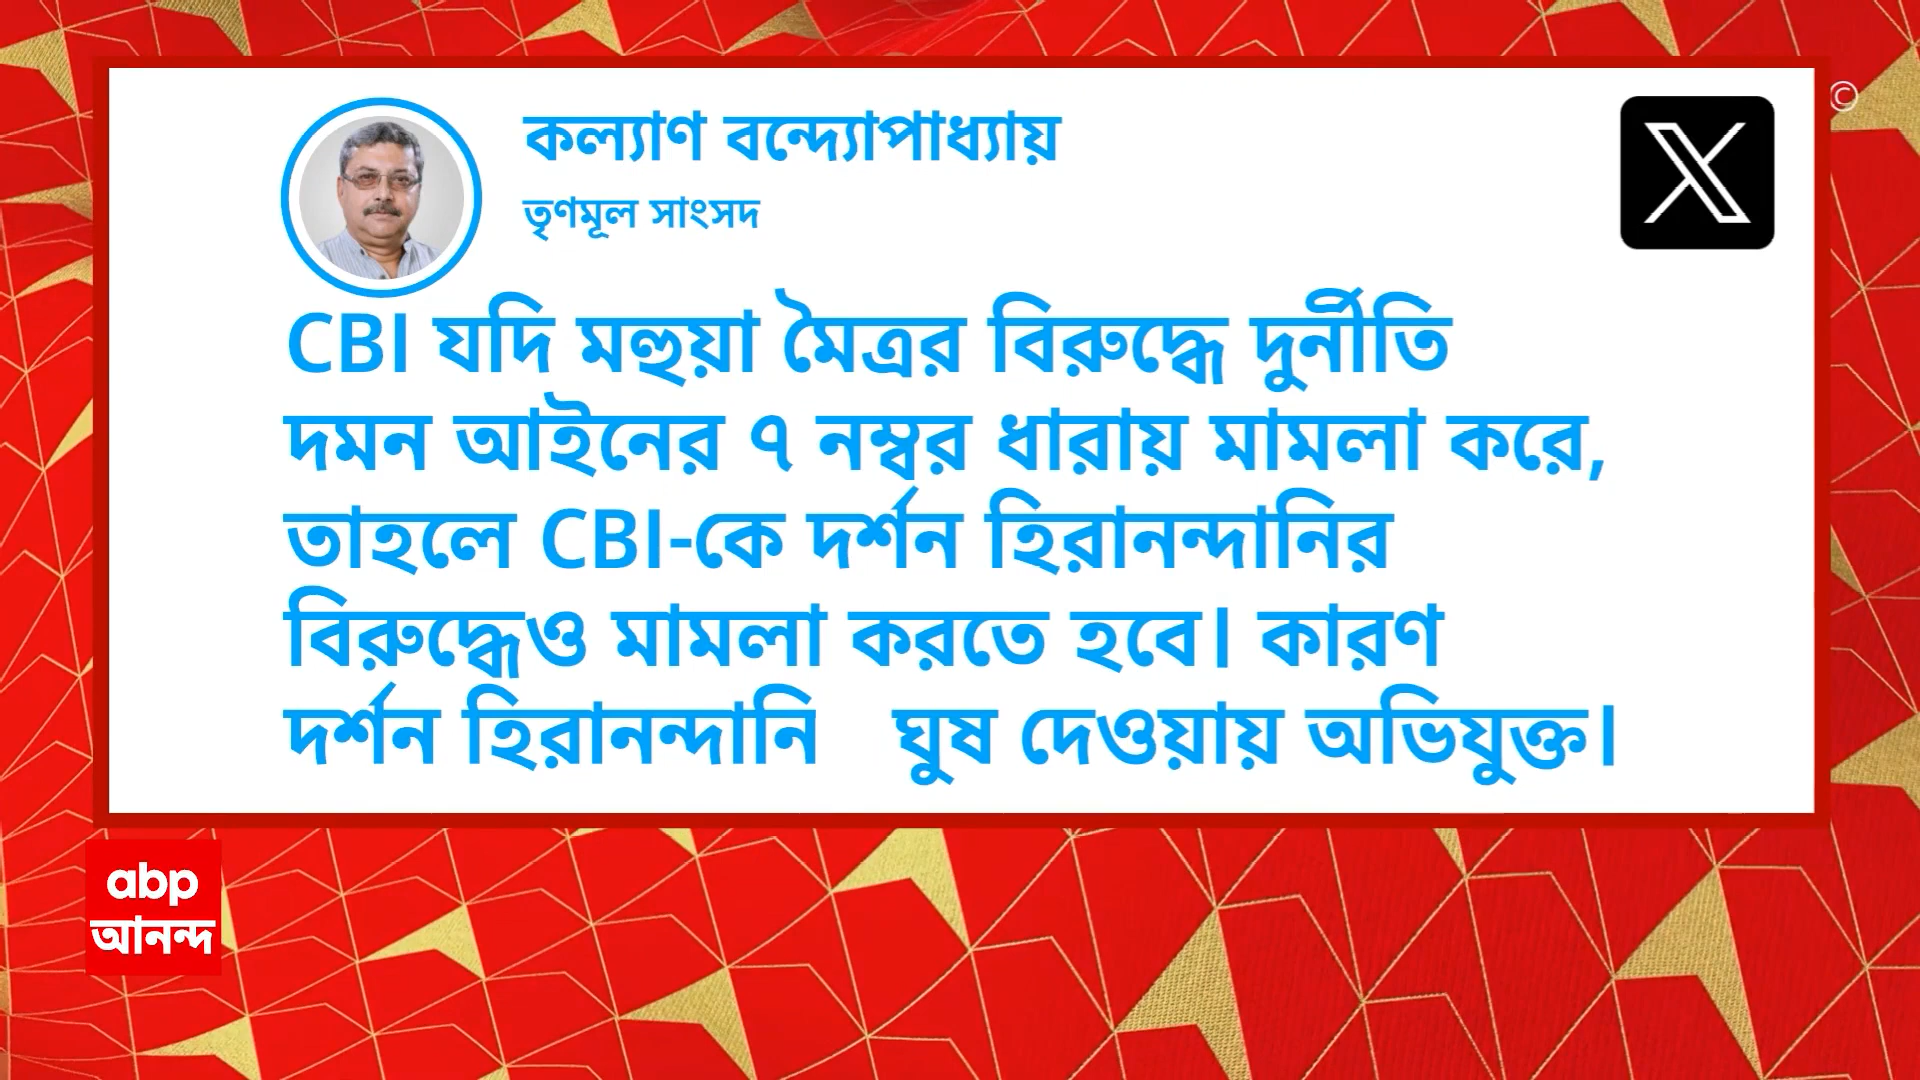 কল্যাণ বন্দ্যোপাধ্যায়
তৃণমূল সাংসদ
X
©
CBI যদি মহুয়া মৈত্রর বিরুদ্ধে দুর্নীতি
দমন আইনের ৭ নম্বর ধারায় মামলা করে,
তাহলে CBI-কে দর্শন হিরানন্দানির
বিরুদ্ধেও মামলা করতে হবে। কারণ
দর্শন হিরানন্দানি ঘুষ দেওয়ায় অভিযুক্ত।
abp
আনন্দ